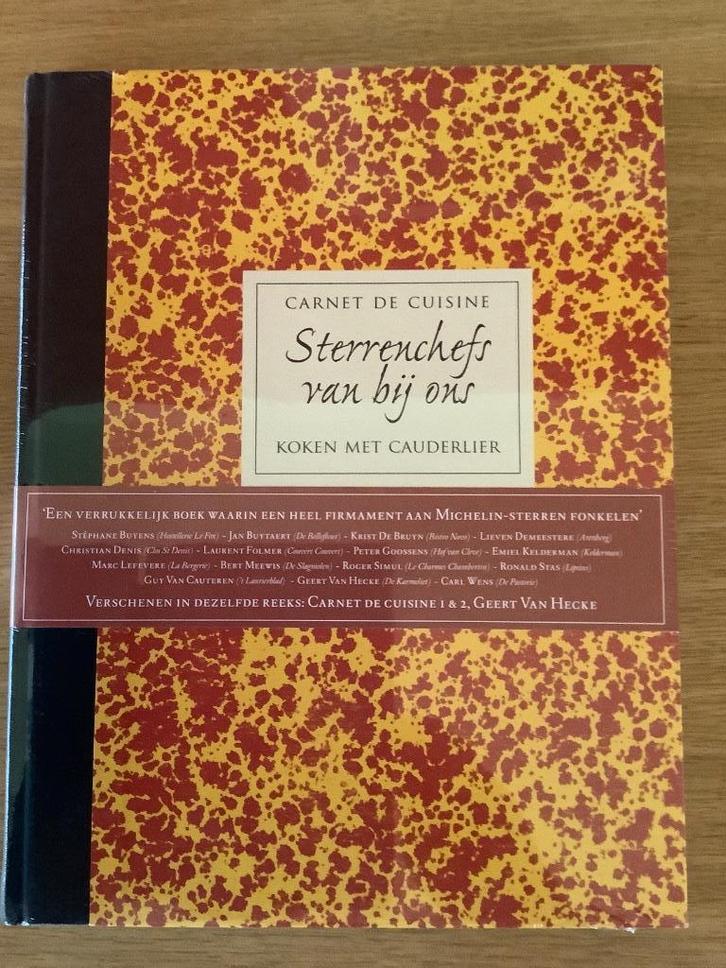 CARNET DE CUISINE
Sterrenchefs
van bij ons
KOKEN MET CAUDERLIER
‘EEN VERRUKKELIJK BOEK WAARIN EEN HEEL FIRMAMENT AAN MICHELIN-STERREN FONKELEN’
STÉPHANE BUYENS (Hostellerie Le Fox) - JAN BUYTAERT (De Bellefleur) - KRIST DE BRUYN (Bistro Novo) - LIEVEN DEMEESTERE (Arenberg)
CHRISTIAN DENIS (Clos St Denis) - LAURENT FOLMER (Couvert Couvert) - PETER GOOSSENS (Hof van Cleve) - EMIEL KELDERMAN (Kelderman)
MARC LEFEVERE (La Bergerie) - BERT MEEWIS (De Slagmolen) - ROGER SIMUL (Le Charmes Chambertin) - RONALD STAS (Lipsius)
GUY VAN CAUTEREN ('t Laurierblad) - GEERT VAN HECKE (De Karmeliet) - CARL WENS (De Pastorie)
VERSCHENEN IN DEZELFDE REEKS: CARNET DE CUISINE 1 & 2, GEERT VAN HECKE